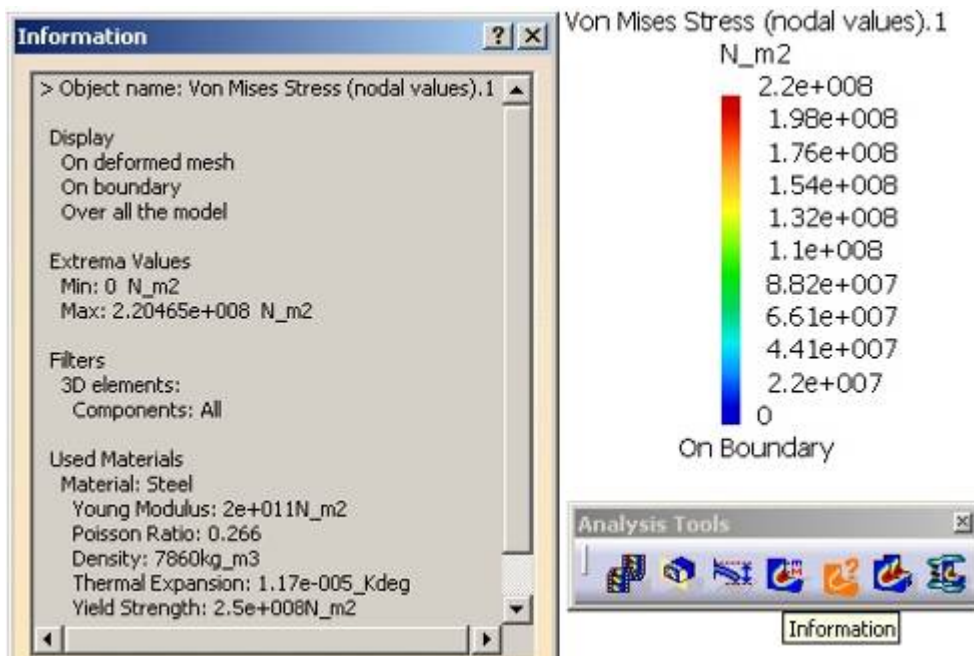 Information
> Object name: Von Mises Stress (nodal values).1
Display
On deformed mesh
On boundary
Over all the model
Extrema Values
Min: 0 N_m2
Max: 2.20465e+008 N_m2
Filters
3D elements:
Components: All
Used Materials
Material: Steel
Young Modulus: 2e+011N_m2
Poisson Ratio: 0.266
Density: 7860kg_m3
Thermal Expansion: 1.17e-005_Kdeg
Yield Strength: 2.5e+008N_m2
Von Mises Stress (nodal values).1
N_m2
2.2e+008
1.98e+008
1.76e+008
1.54e+008
1.32e+008
1.1e+008
8.82e+007
6.61e+007
4.41e+007
2.2e+007
0
On Boundary
Analysis Tools
Information